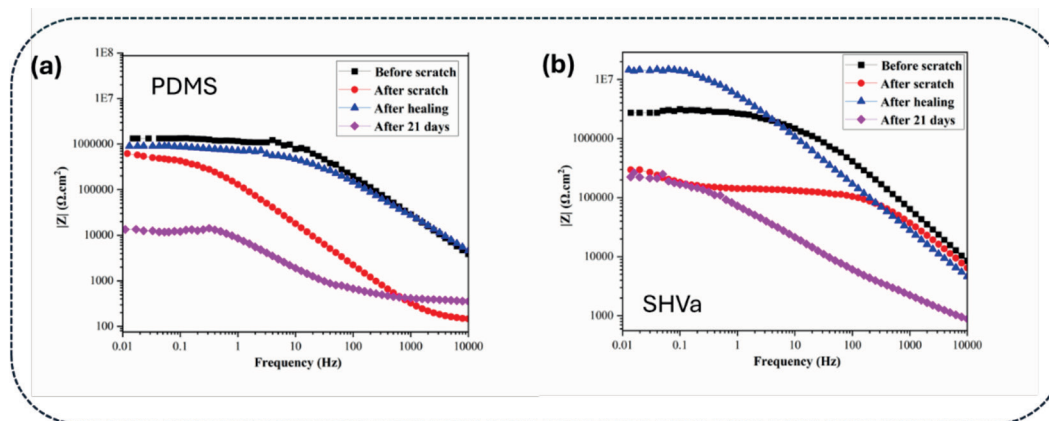 (a)
PDMS
Before scratch
After scratch
After healing
After 21 days
|Z| (Ω.cm²)
1E8
1E7
1000000
100000
10000
1000
100
0.01 0.1 1 10 100 1000 10000
Frequency (Hz)
(b)
Before scratch
After scratch
After healing
After 21 days
SHVa
|Z| (Ω.cm²)
1E7
1000000
100000
10000
1000
0.01 0.1 1 10 100 1000 10000
Frequency (Hz)